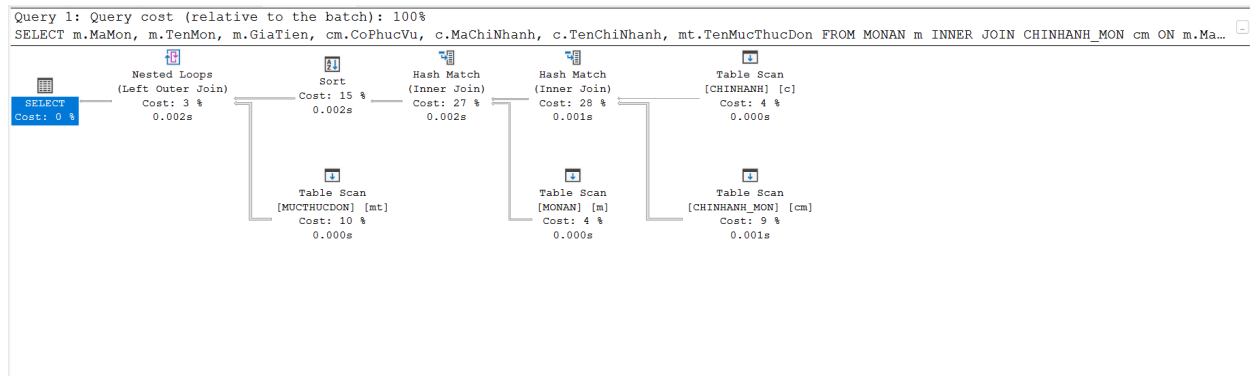 Query 1: Query cost (relative to the batch): 100%
SELECT m.MaMon, m.TenMon, m.GiaTien, cm.CoPhucVu, c.MaChiNhanh, c.TenChiNhanh, mt.TenMucThucDon FROM MONAN m INNER JOIN CHINHANH_MON cm ON m.Ma…
SELECT
Cost: 0 %
Nested Loops
(Left Outer Join)
Cost: 3 %
0.002s
Sort
Cost: 15 %
0.002s
Hash Match
(Inner Join)
Cost: 27 %
0.002s
Hash Match
(Inner Join)
Cost: 28 %
0.001s
Table Scan
[CHINHANH] [c]
Cost: 4 %
0.000s
Table Scan
[MUCTHUCDON] [mt]
Cost: 10 %
0.000s
Table Scan
[MONAN] [m]
Cost: 4 %
0.000s
Table Scan
[CHINHANH_MON] [cm]
Cost: 9 %
0.001s